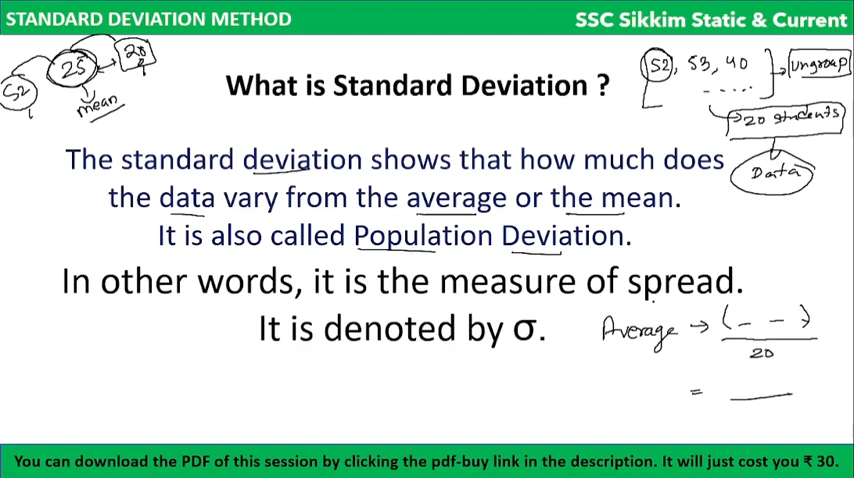 STANDARD DEVIATION METHOD
SSC Sikkim Static & Current
52 25 20
mean
52, 53, 40
ungroup
20 students
Data
What is Standard Deviation ?
The standard deviation shows that how much does
the data vary from the average or the mean.
It is also called Population Deviation.
In other words, it is the measure of spread.
It is denoted by σ.
Average → (– –)
20
= 
You can download the PDF of this session by clicking the pdf-buy link in the description. It will just cost you ₹ 30.